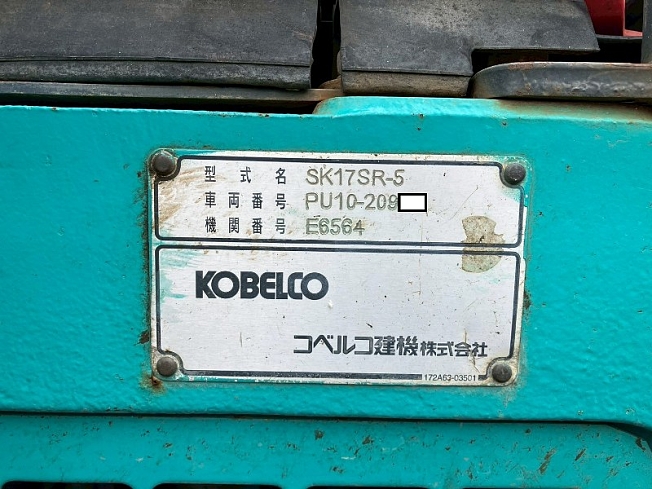 型式名 SK17SR-5
車両番号 PU10-209
機関番号 E6564
KOBELCO
コベルコ建機株式会社
172A63-03501